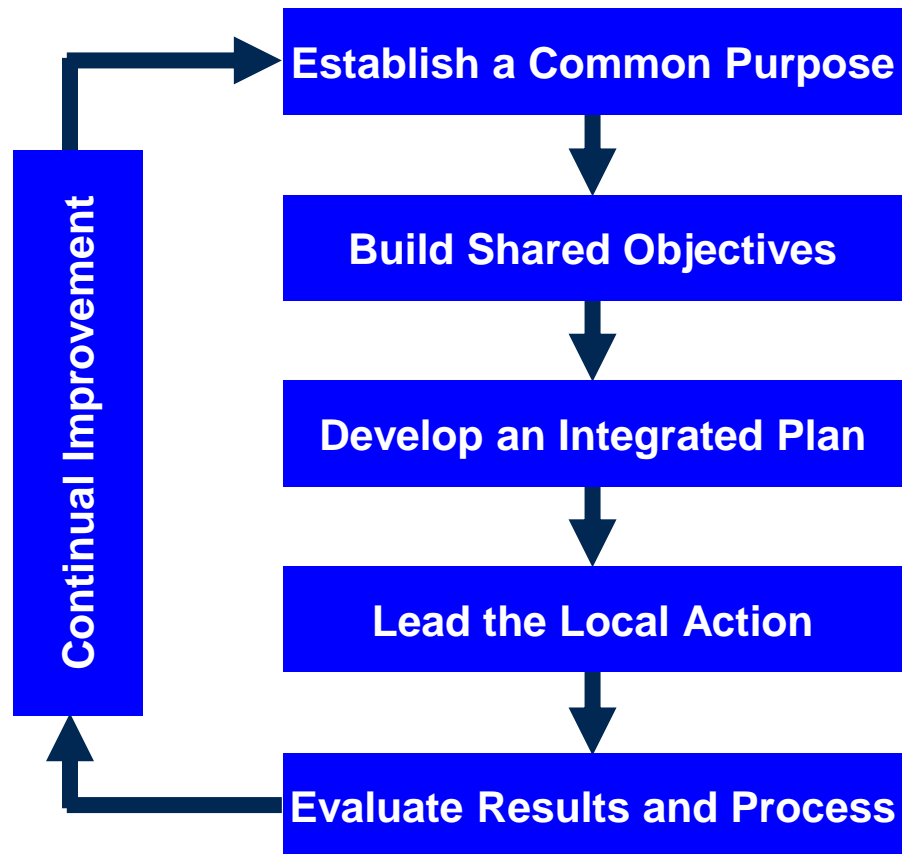 Establish a Common Purpose
Build Shared Objectives
Develop an Integrated Plan
Lead the Local Action
Evaluate Results and Process
Continual Improvement